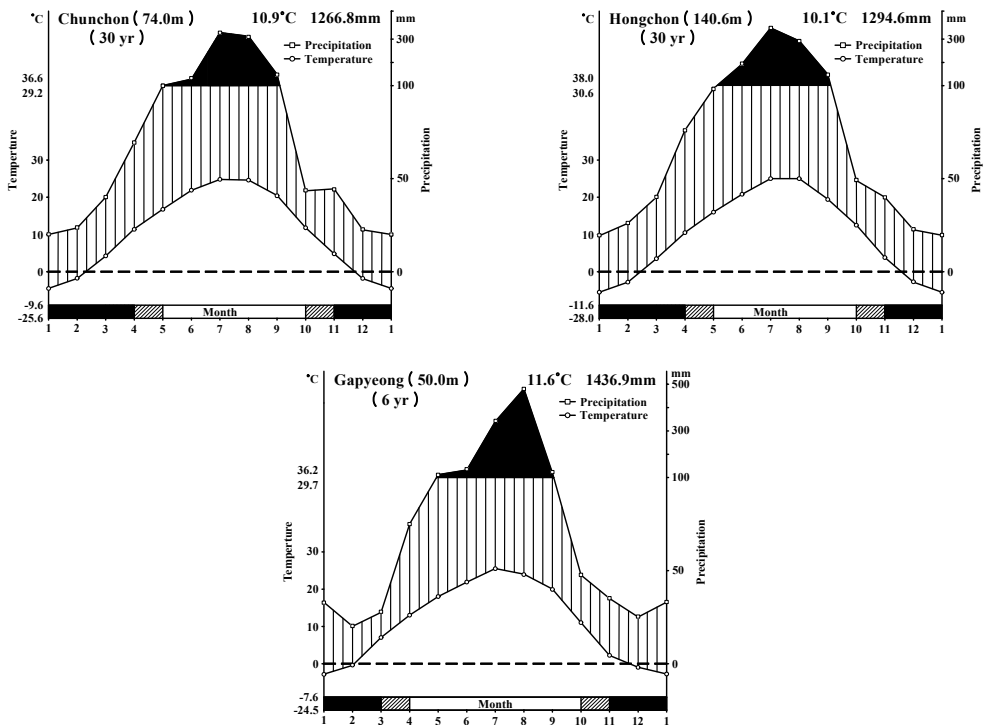 °C Chunchon ( 74.0m ) 10.9°C 1266.8mm mm
( 30 yr )
Precipitation
Temperature
300
100
50
0
36.6
29.2
30
20
10
0
-9.6
-25.6
Temperture
Precipitation
Month
1 2 3 4 5 6 7 8 9 10 11 12 1
°C Hongchon ( 140.6m ) 10.1°C 1294.6mm mm
( 30 yr )
Precipitation
Temperature
300
100
50
0
38.0
30.6
30
20
10
0
-11.6
-28.0
Temperture
Precipitation
Month
1 2 3 4 5 6 7 8 9 10 11 12 1
°C Gapyeong ( 50.0m ) 11.6°C 1436.9mm mm
( 6 yr )
Precipitation
Temperature
500
300
100
50
0
36.2
29.7
30
20
10
0
-7.6
-24.5
Temperture
Precipitation
Month
1 2 3 4 5 6 7 8 9 10 11 12 1